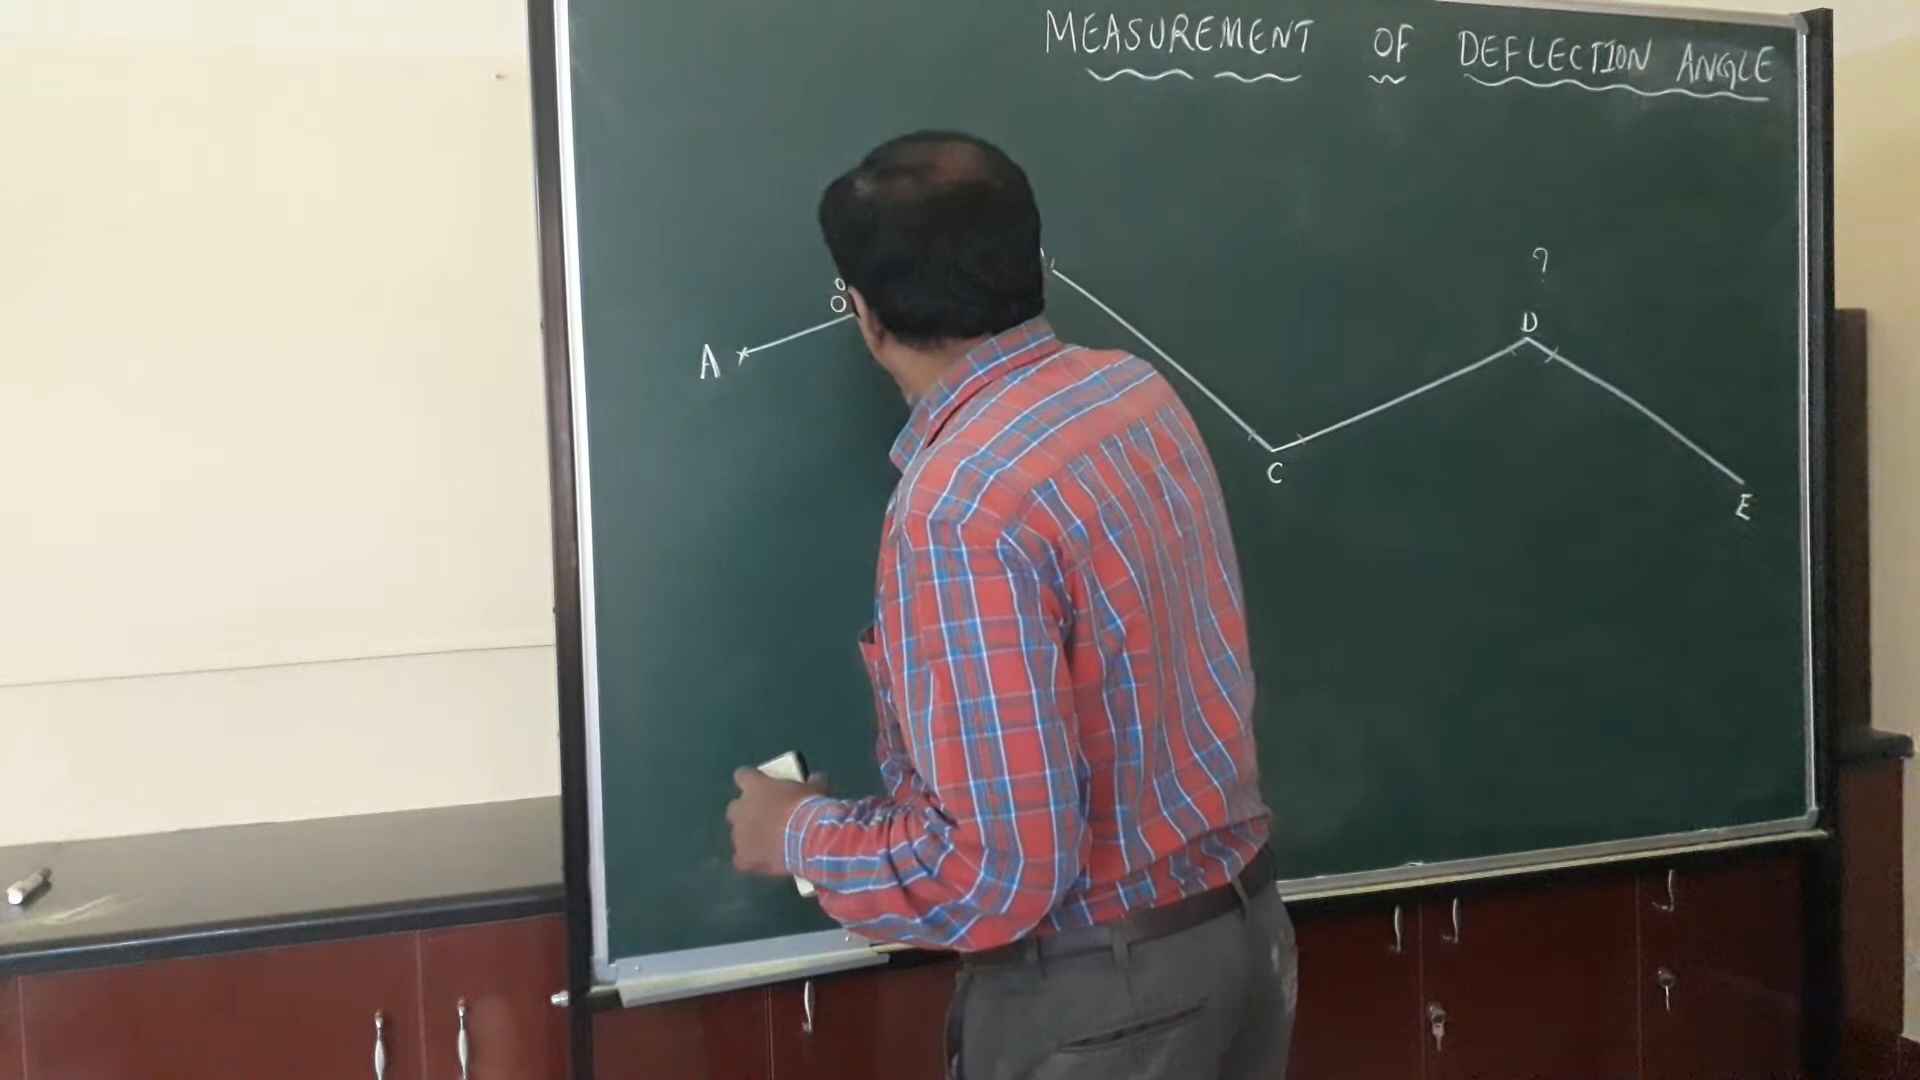 MEASUREMENT OF DEFLECTION ANGLE
?
D
A
C
E